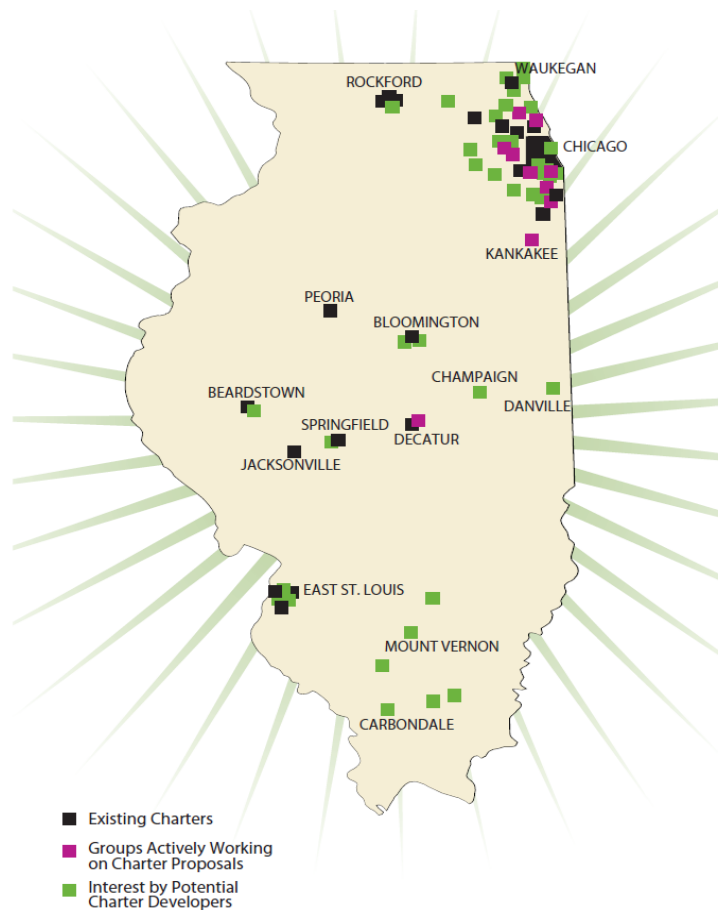 WAUKEGAN
ROCKFORD
CHICAGO
KANKAKEE
PEORIA
BLOOMINGTON
CHAMPAIGN
BEARDSTOWN
DANVILLE
SPRINGFIELD
DECATUR
JACKSONVILLE
EAST ST. LOUIS
MOUNT VERNON
CARBONDALE
Existing Charters
Groups Actively Working
on Charter Proposals
Interest by Potential
Charter Developers